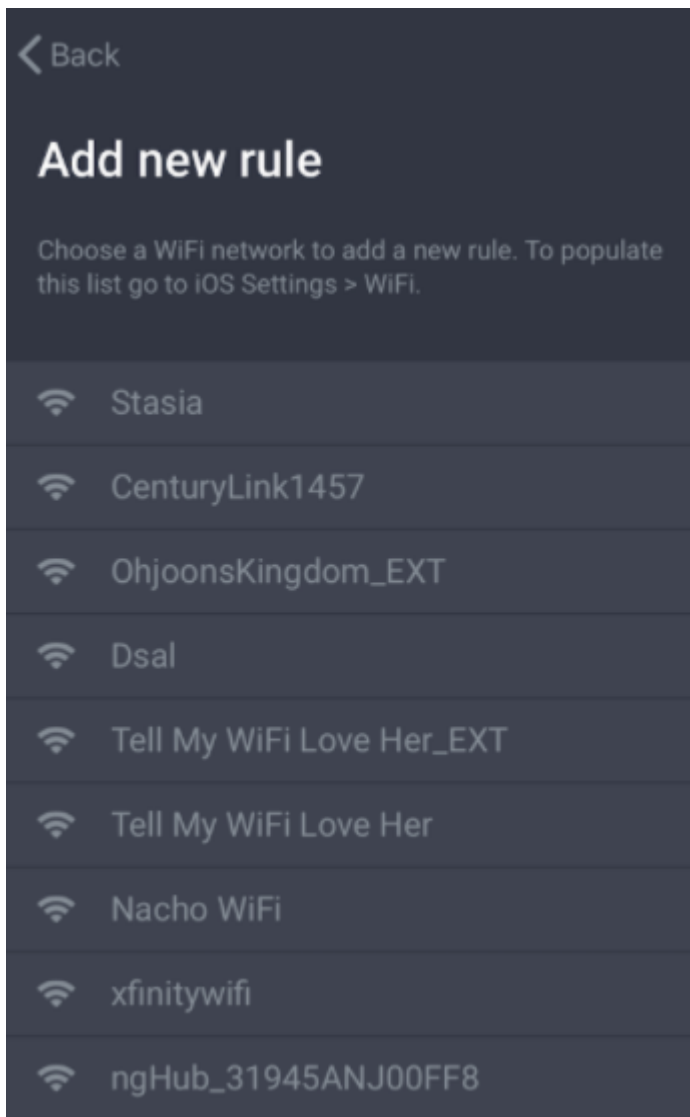 Back
Add new rule
Choose a WiFi network to add a new rule. To populate
this list go to iOS Settings > WiFi.
Stasia
CenturyLink1457
OhjoonsKingdom_EXT
Dsal
Tell My WiFi Love Her_EXT
Tell My WiFi Love Her
Nacho WiFi
xfinitywifi
ngHub_31945ANJ00FF8